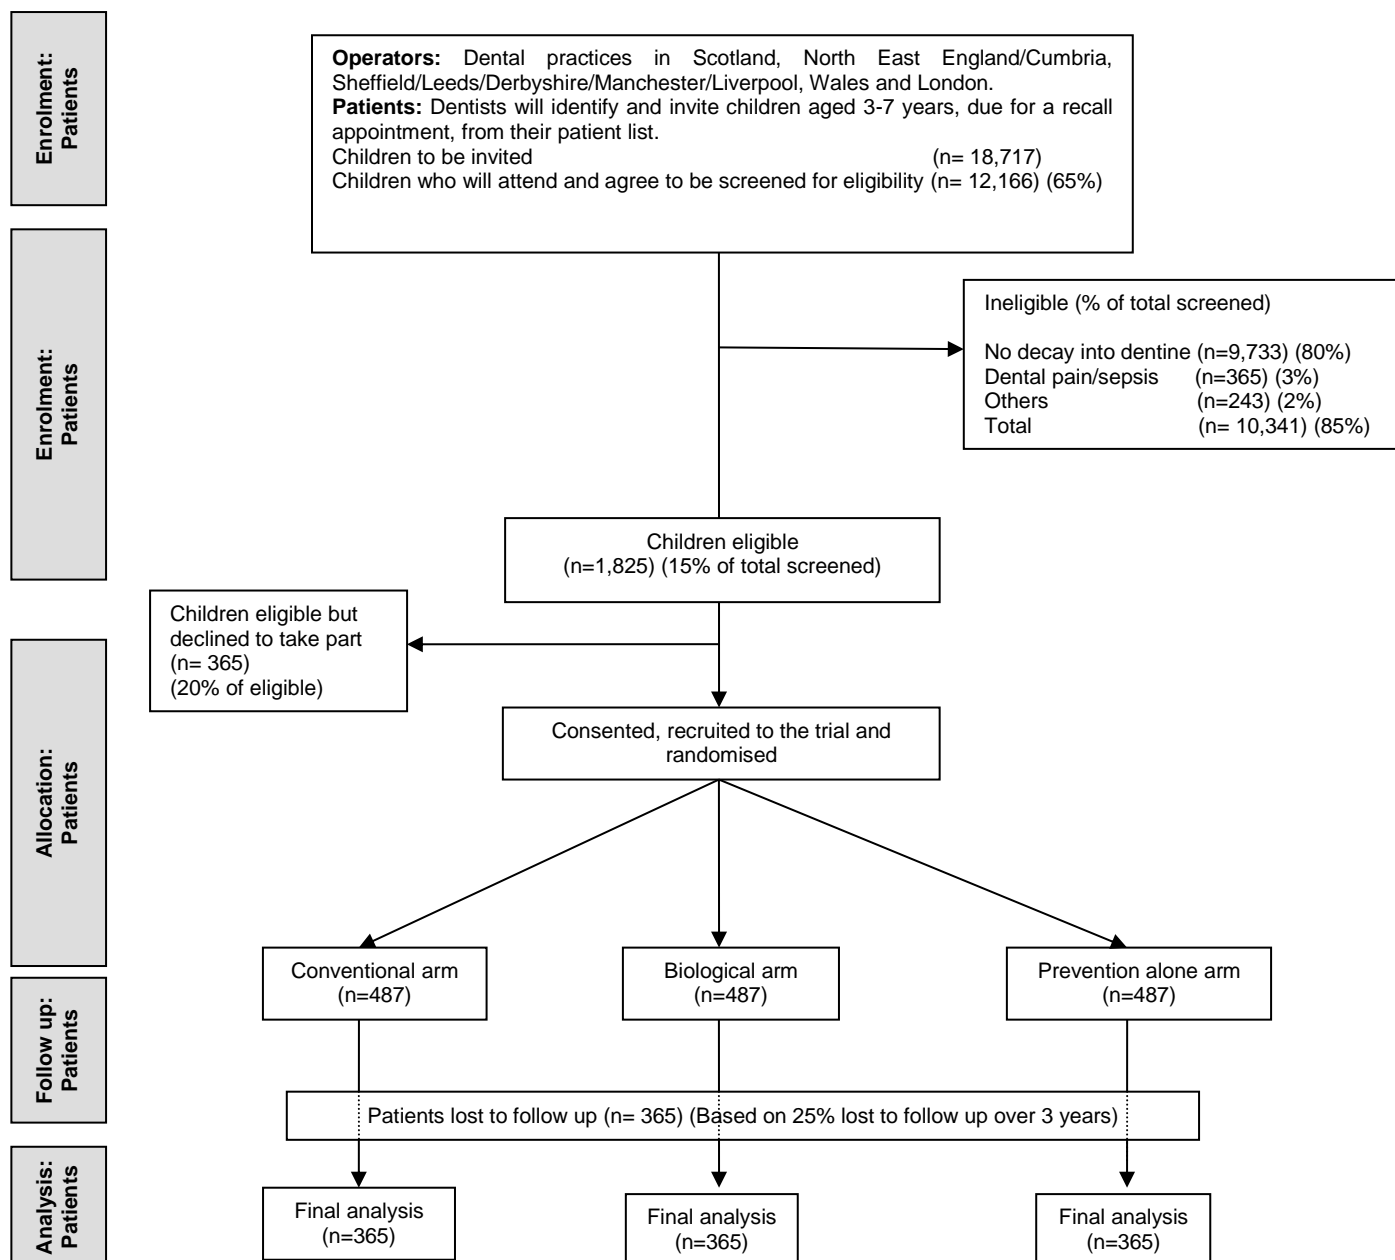 Enrolment:
Patients
Operators: Dental practices in Scotland, North East England/Cumbria,
Sheffield/Leeds/Derbyshire/Manchester/Liverpool, Wales and London.
Patients: Dentists will identify and invite children aged 3-7 years, due for a recall
appointment, from their patient list.
Children to be invited (n= 18,717)
Children who will attend and agree to be screened for eligibility (n= 12,166) (65%)
Enrolment:
Patients
Ineligible (% of total screened)
No decay into dentine (n=9,733) (80%)
Dental pain/sepsis (n=365) (3%)
Others (n=243) (2%)
Total (n= 10,341) (85%)
Children eligible
(n=1,825) (15% of total screened)
Children eligible but
declined to take part
(n= 365)
(20% of eligible)
Allocation:
Patients
Consented, recruited to the trial and
randomised
Conventional arm
(n=487)
Biological arm
(n=487)
Prevention alone arm
(n=487)
Follow up:
Patients
Patients lost to follow up (n= 365) (Based on 25% lost to follow up over 3 years)
Analysis:
Patients
Final analysis
(n=365)
Final analysis
(n=365)
Final analysis
(n=365)